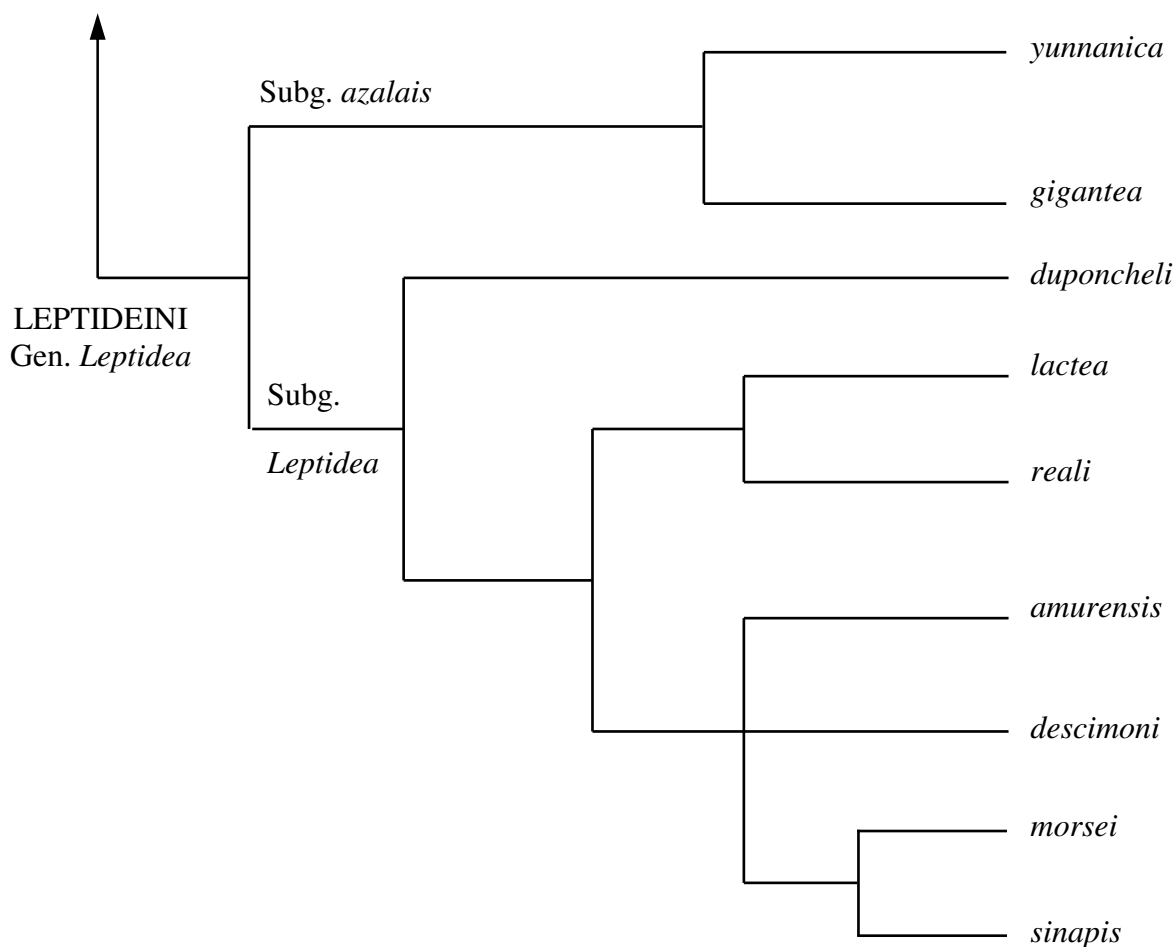 yunnanica
Subg. azalais
gigantea
duponcheli
LEPTIDEINI
Gen. Leptidea
lactea
Subg.
Leptidea
reali
amurensis
descimoni
morsei
sinapis